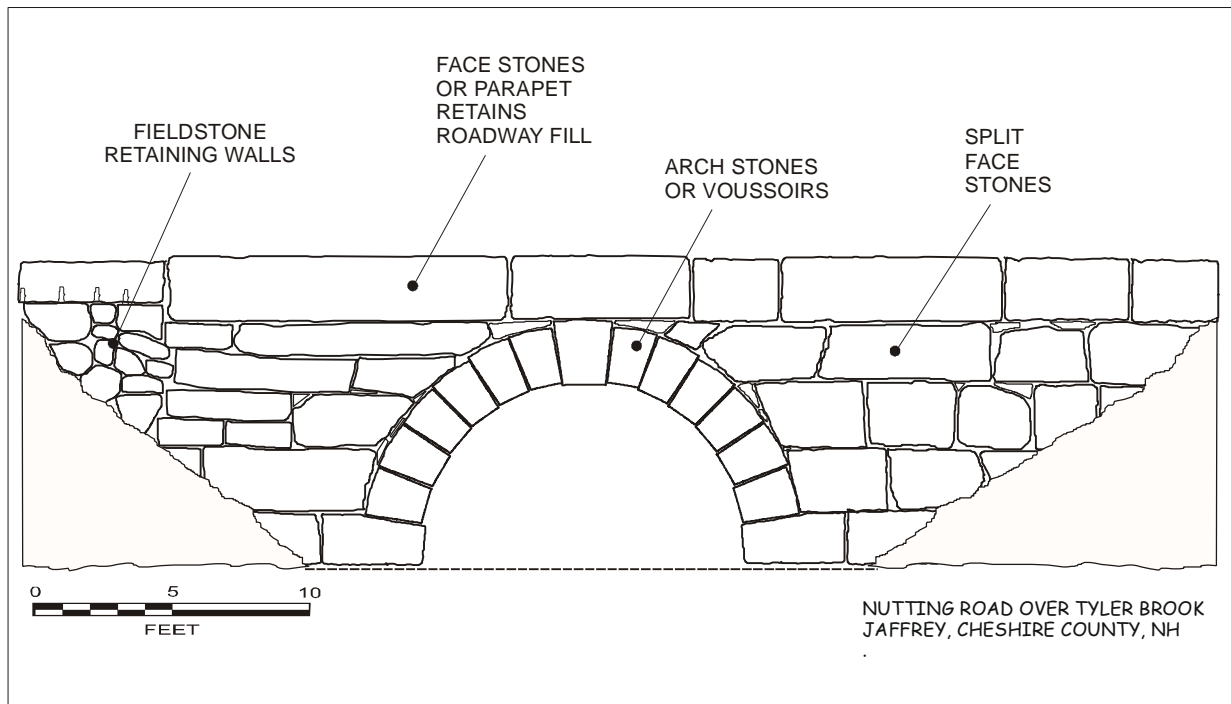 FACE STONES
OR PARAPET
RETAINS
ROADWAY FILL
FIELDSTONE
RETAINING WALLS
ARCH STONES
OR VOUSSOIRS
SPLIT
FACE
STONES
0 5 10
FEET
NUTTING ROAD OVER TYLER BROOK
JAFFREY, CHESHIRE COUNTY, NH
.